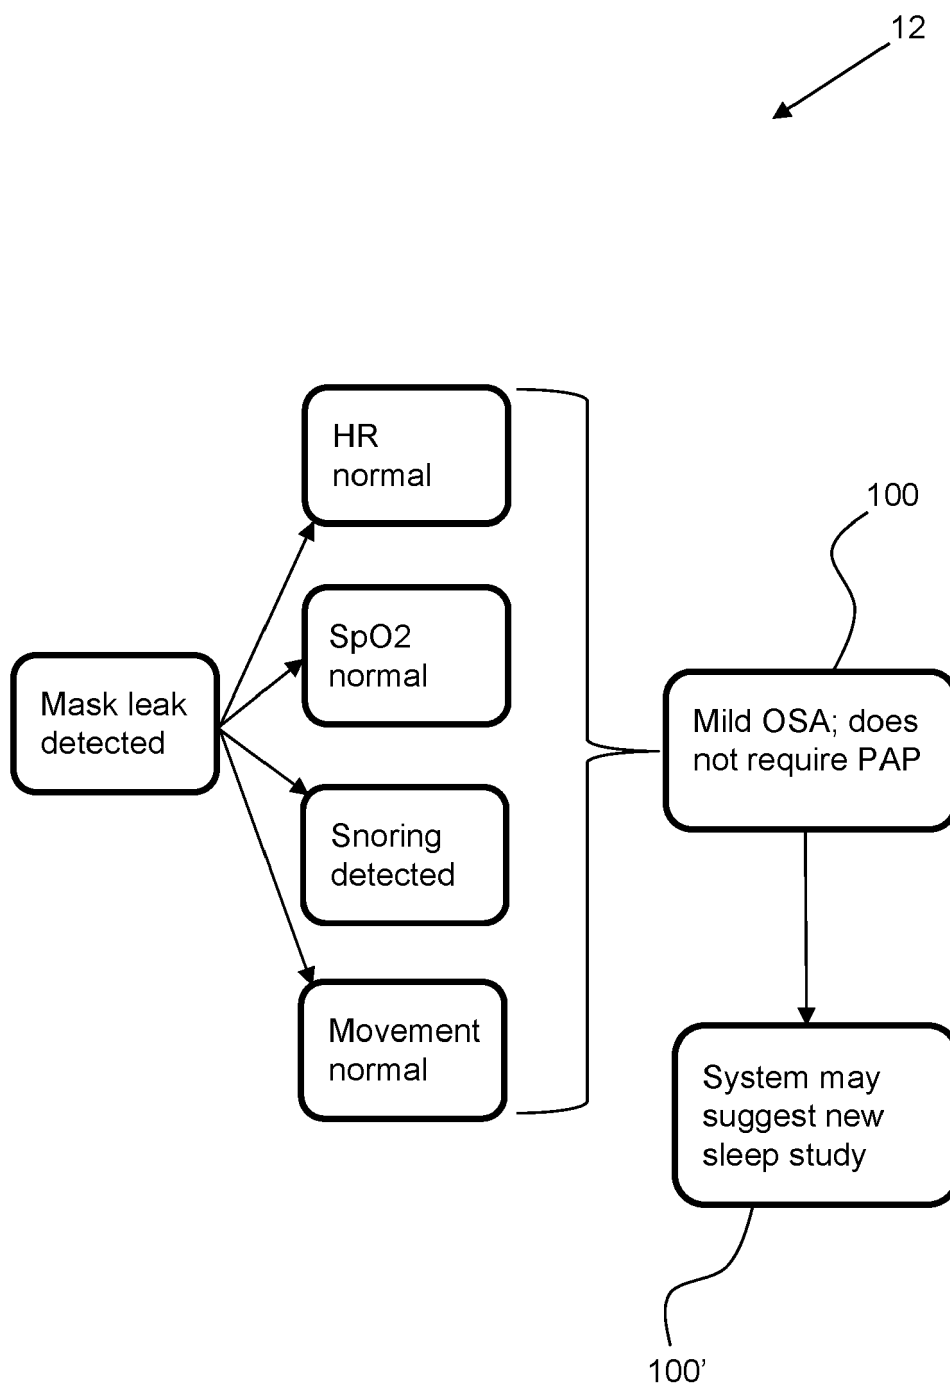 12
HR
normal
100
SpO2
normal
Mask leak
detected
Mild OSA; does
not require PAP
Snoring
detected
Movement
normal
System may
suggest new
sleep study
100’